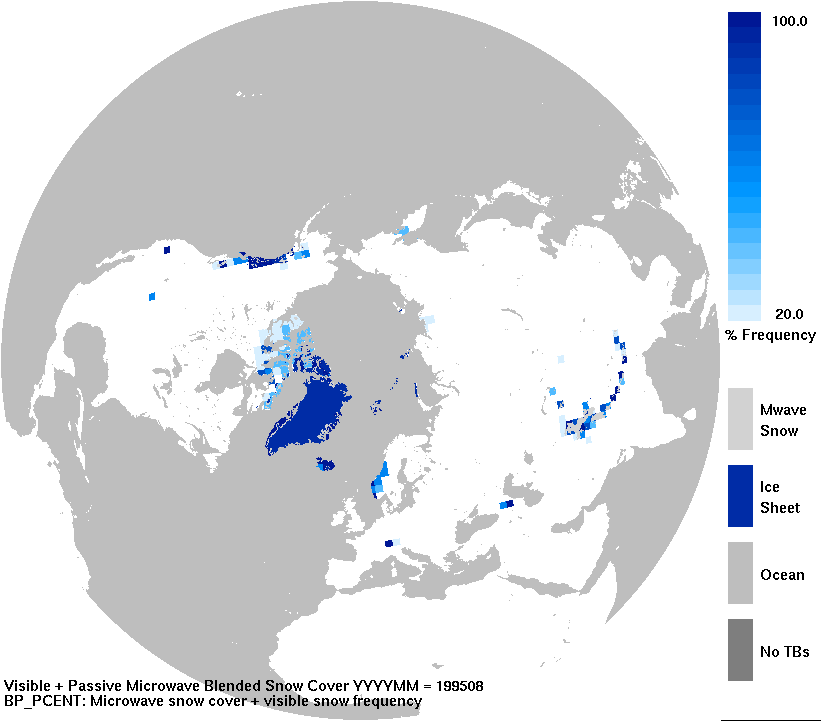 100.0
20.0
% Frequency
Mwave
Snow
Ice
Sheet
Ocean
No TBs
Visible + Passive Microwave Blended Snow Cover YYYYMM = 199508
BP_PCENT: Microwave snow cover + visible snow frequency